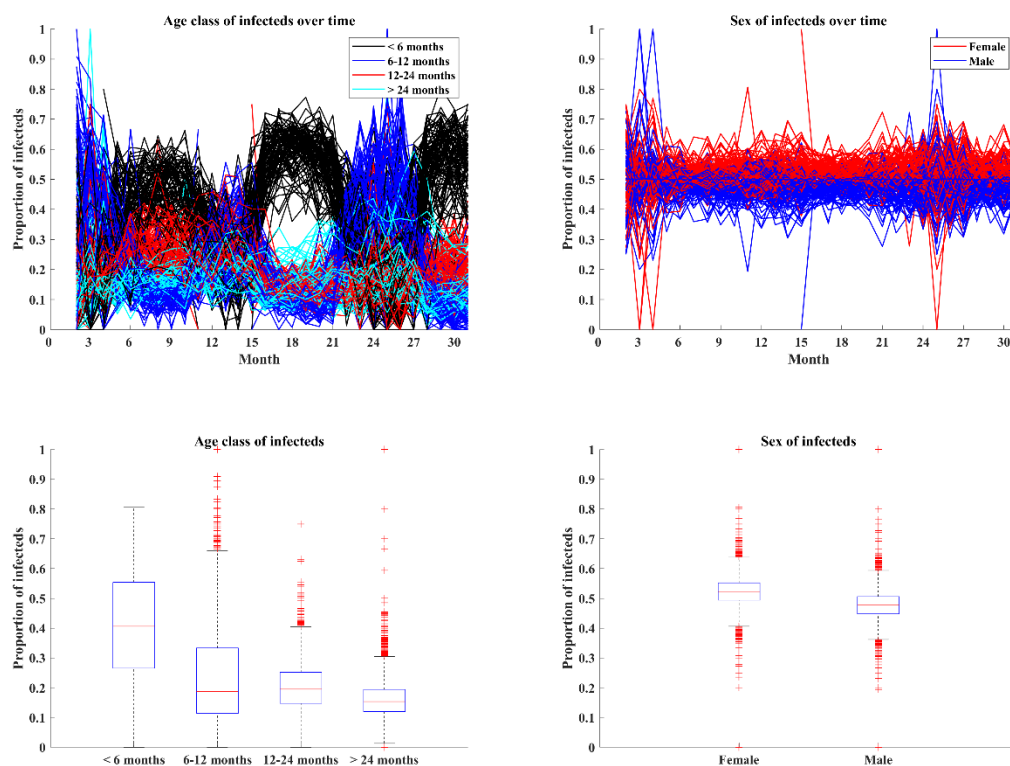 Age class of infecteds over time
1
0.9
0.8
0.7
0.6
0.5
0.4
0.3
0.2
0.1
0
Proportion of infecteds
< 6 months
6-12 months
12-24 months
> 24 months
0 3 6 9 12 15 18 21 24 27 30
Month
Sex of infecteds over time
1
0.9
0.8
0.7
0.6
0.5
0.4
0.3
0.2
0.1
0
Proportion of infecteds
Female
Male
0 3 6 9 12 15 18 21 24 27 30
Month
Age class of infecteds
1
0.9
0.8
0.7
0.6
0.5
0.4
0.3
0.2
0.1
0
Proportion of infecteds
< 6 months 6-12 months 12-24 months > 24 months
Sex of infecteds
1
0.9
0.8
0.7
0.6
0.5
0.4
0.3
0.2
0.1
0
Proportion of infecteds
Female Male